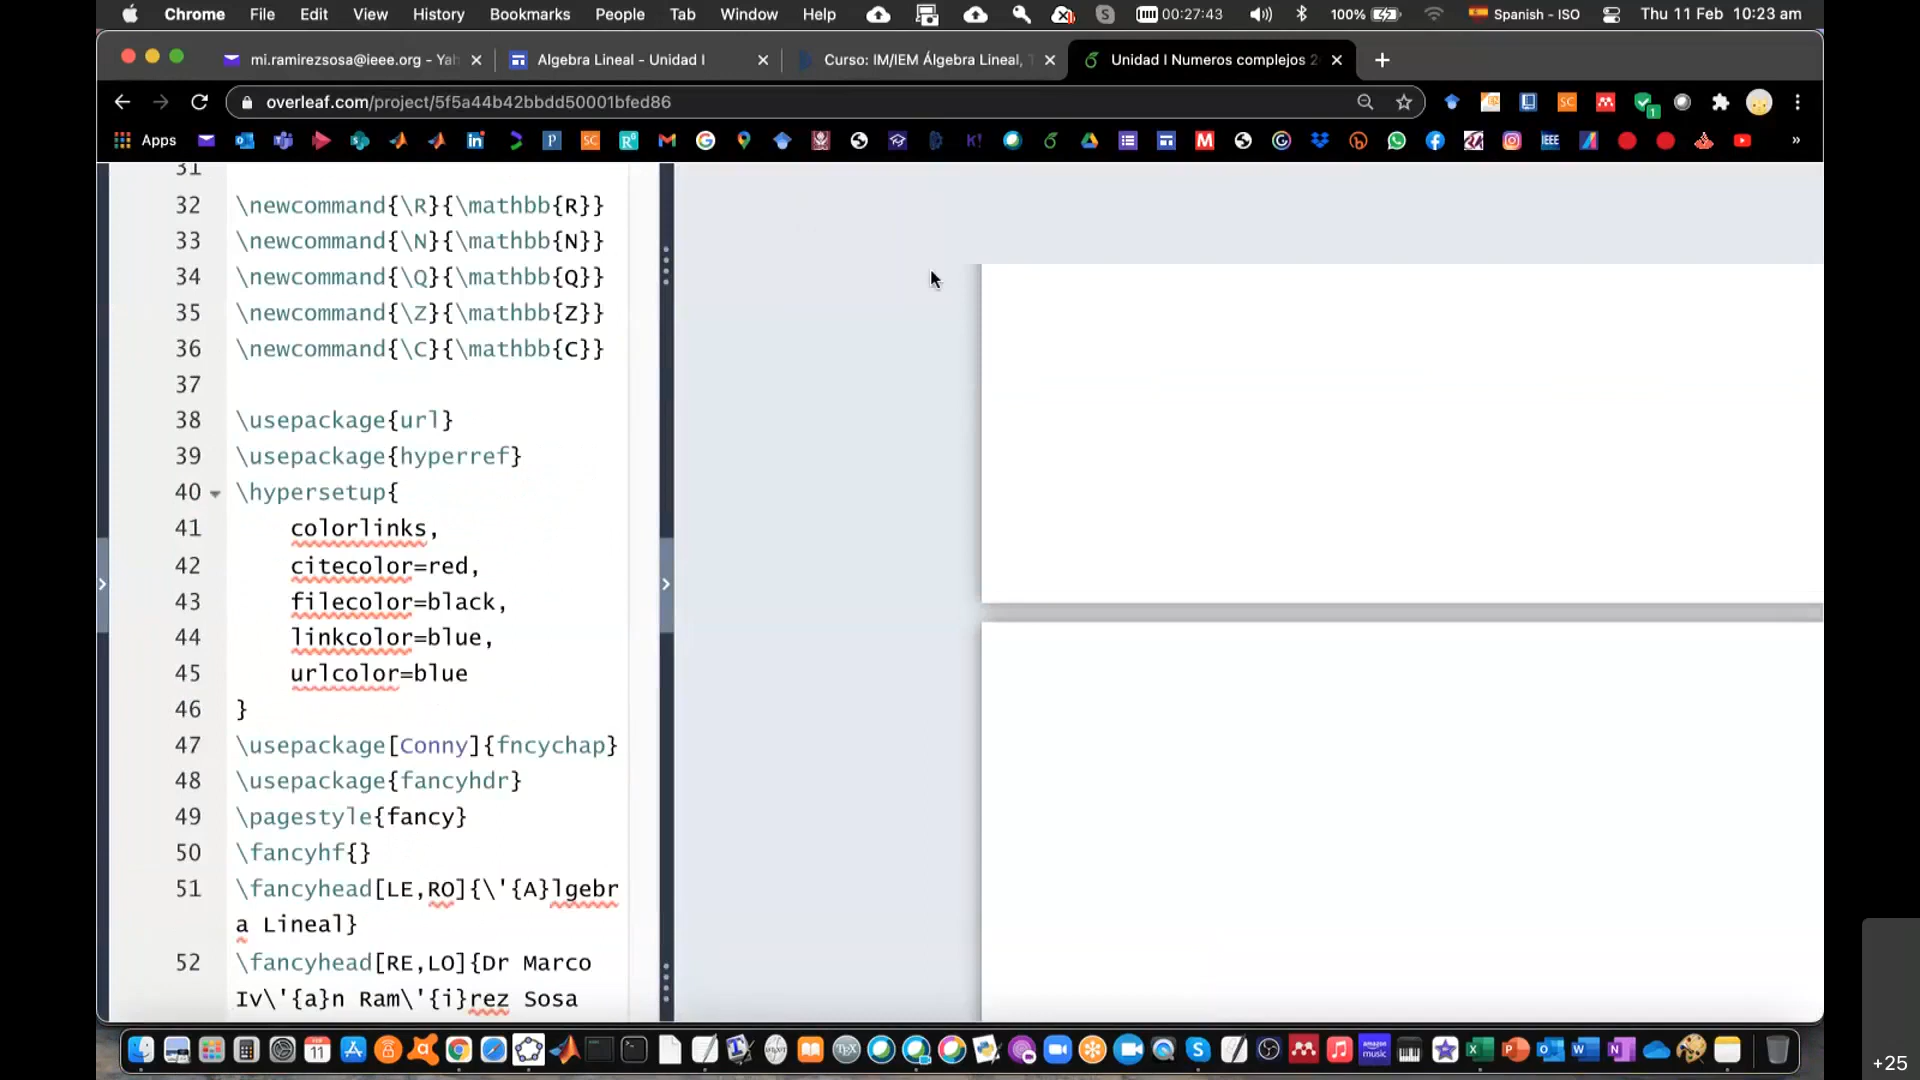 Chrome File Edit View History Bookmarks People Tab Window Help 00:27:43 100% Spanish - ISO Thu 11 Feb 10:23 am
mi.ramirezsosa@ieee.org - Yah Algebra Lineal - Unidad I Curso: IM/IEM Álgebra Lineal, Unidad I Numeros complejos 2
overleaf.com/project/5f5a44b42bbdd50001bfed86
Apps
31
32 \newcommand{\R}{\mathbb{R}}
33 \newcommand{\N}{\mathbb{N}}
34 \newcommand{\Q}{\mathbb{Q}}
35 \newcommand{\Z}{\mathbb{Z}}
36 \newcommand{\C}{\mathbb{C}}
37
38 \usepackage{url}
39 \usepackage{hyperref}
40 \hypersetup{
41 colorlinks,
42 citecolor=red,
43 filecolor=black,
44 linkcolor=blue,
45 urlcolor=blue
46 }
47 \usepackage[Conny]{fncychap}
48 \usepackage{fancyhdr}
49 \pagestyle{fancy}
50 \fancyhf{}
51 \fancyhead[LE,RO]{\'{A}lgebr
a Lineal}
52 \fancyhead[RE,LO]{Dr Marco
Iv\'{a}n Ram\'{i}rez Sosa
+25